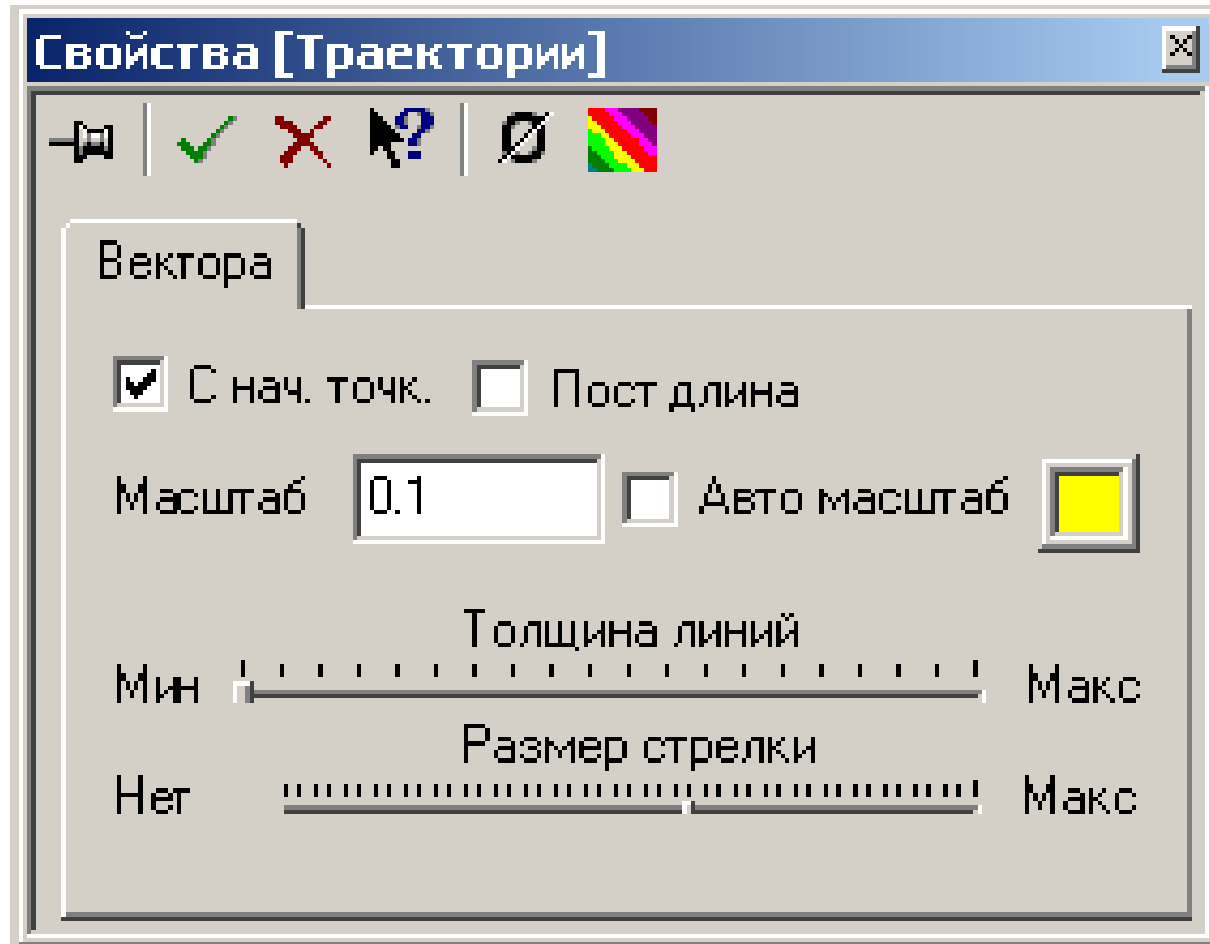 Свойства [Траектории]
Вектора
С нач. точк. Пост длина
Масштаб 0.1 Авто масштаб
Толщина линий
Мин Макс
Размер стрелки
Нет Макс